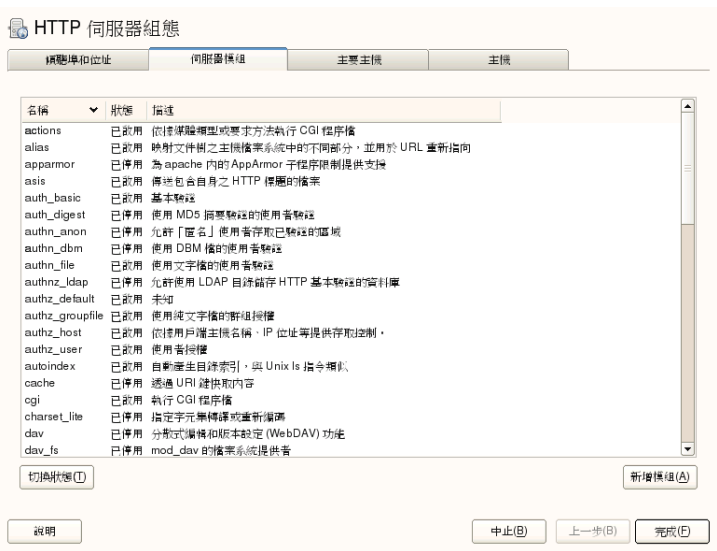 HTTP 伺服器組態
傾聽埠和位址 伺服器模組 主要主機 主機
名稱 狀態 描述
actions 已啟用 依據媒體類型或要求方法執行 CGI 程序檔
alias 已啟用 映射文件樹之主機檔案系統中的不同部分，並用於 URL 重新指向
apparmor 已停用 為 apache 內的 AppArmor 子程序限制提供支援
asis 已啟用 傳送包含自身之 HTTP 標題的檔案
auth_basic 已啟用 基本驗證
auth_digest 已停用 使用 MD5 摘要驗證的使用者驗證
authn_anon 已停用 允許「匿名」使用者存取已驗證的區域
authn_dbm 已停用 使用 DBM 檔的使用者驗證
authn_file 已啟用 使用文字檔的使用者驗證
authnz_ldap 已停用 允許使用 LDAP 目錄儲存 HTTP 基本驗證的資料庫
authz_default 已啟用 未知
authz_groupfile 已啟用 使用純文字檔的群組授權
authz_host 已啟用 依據用戶端主機名稱、IP 位址等提供存取控制。
authz_user 已啟用 使用者授權
autoindex 已啟用 自動產生目錄索引，與 Unix ls 指令類似
cache 已停用 透過 URI 鍵快取內容
cgi 已啟用 執行 CGI 程序檔
charset_lite 已停用 指定字元集轉譯或重新編碼
dav 已停用 分散式編輯和版本設定 (WebDAV) 功能
dav_fs 已停用 mod_dav 的檔案系統提供者
切換狀態(T) 新增模組(A)
說明 中止(B) 上一步(B) 完成(F)